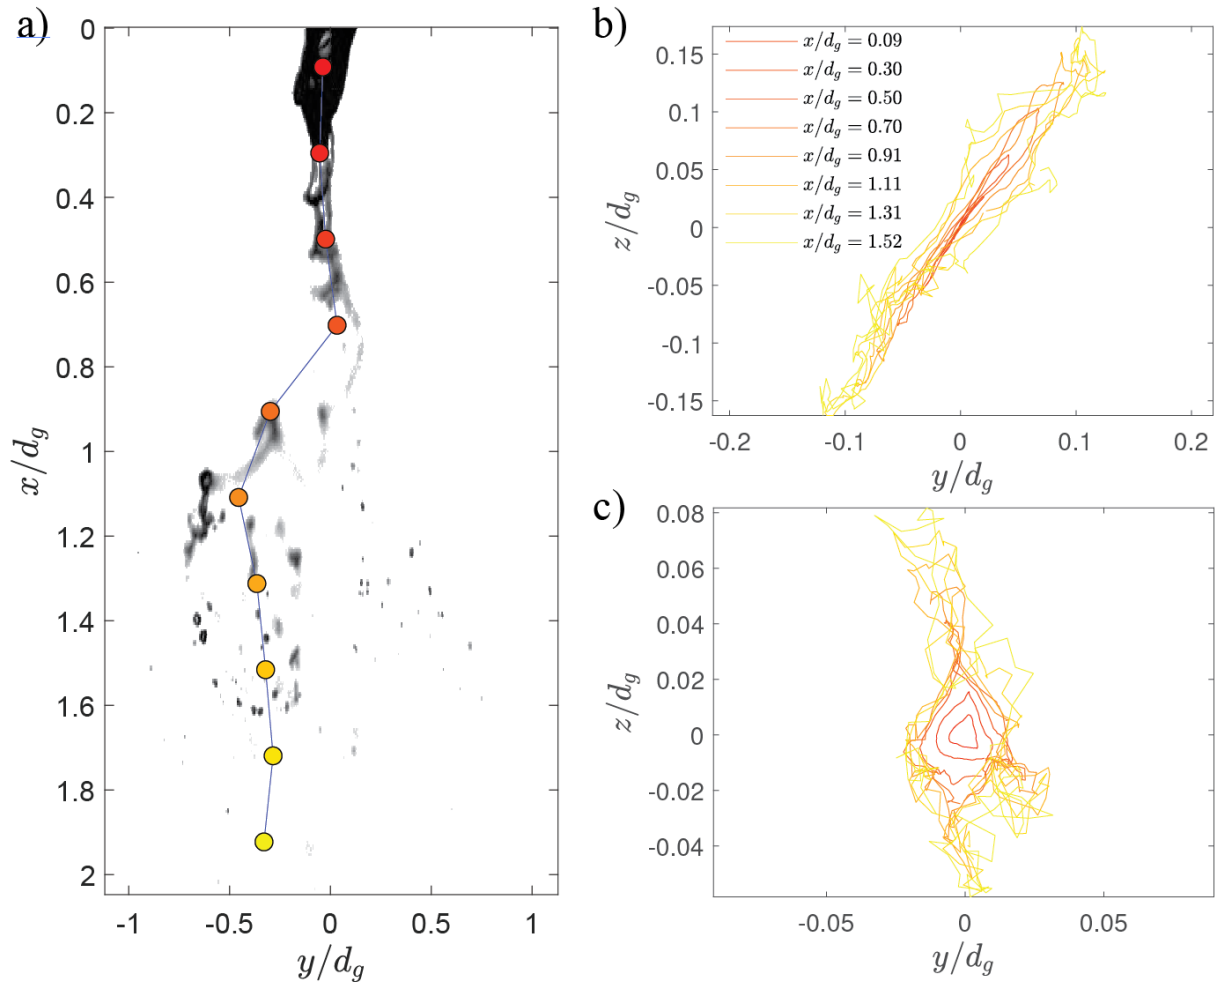 a)
0
0.2
0.4
0.6
0.8
1
1.2
1.4
1.6
1.8
2
x/d_g
-1
-0.5
0
0.5
1
y/d_g
b)
x/d_g = 0.09
x/d_g = 0.30
x/d_g = 0.50
x/d_g = 0.70
x/d_g = 0.91
x/d_g = 1.11
x/d_g = 1.31
x/d_g = 1.52
0.15
0.1
0.05
0
-0.05
-0.1
-0.15
z/d_g
-0.2
-0.1
0
0.1
0.2
y/d_g
c)
0.08
0.06
0.04
0.02
0
-0.02
-0.04
z/d_g
-0.05
0
0.05
y/d_g